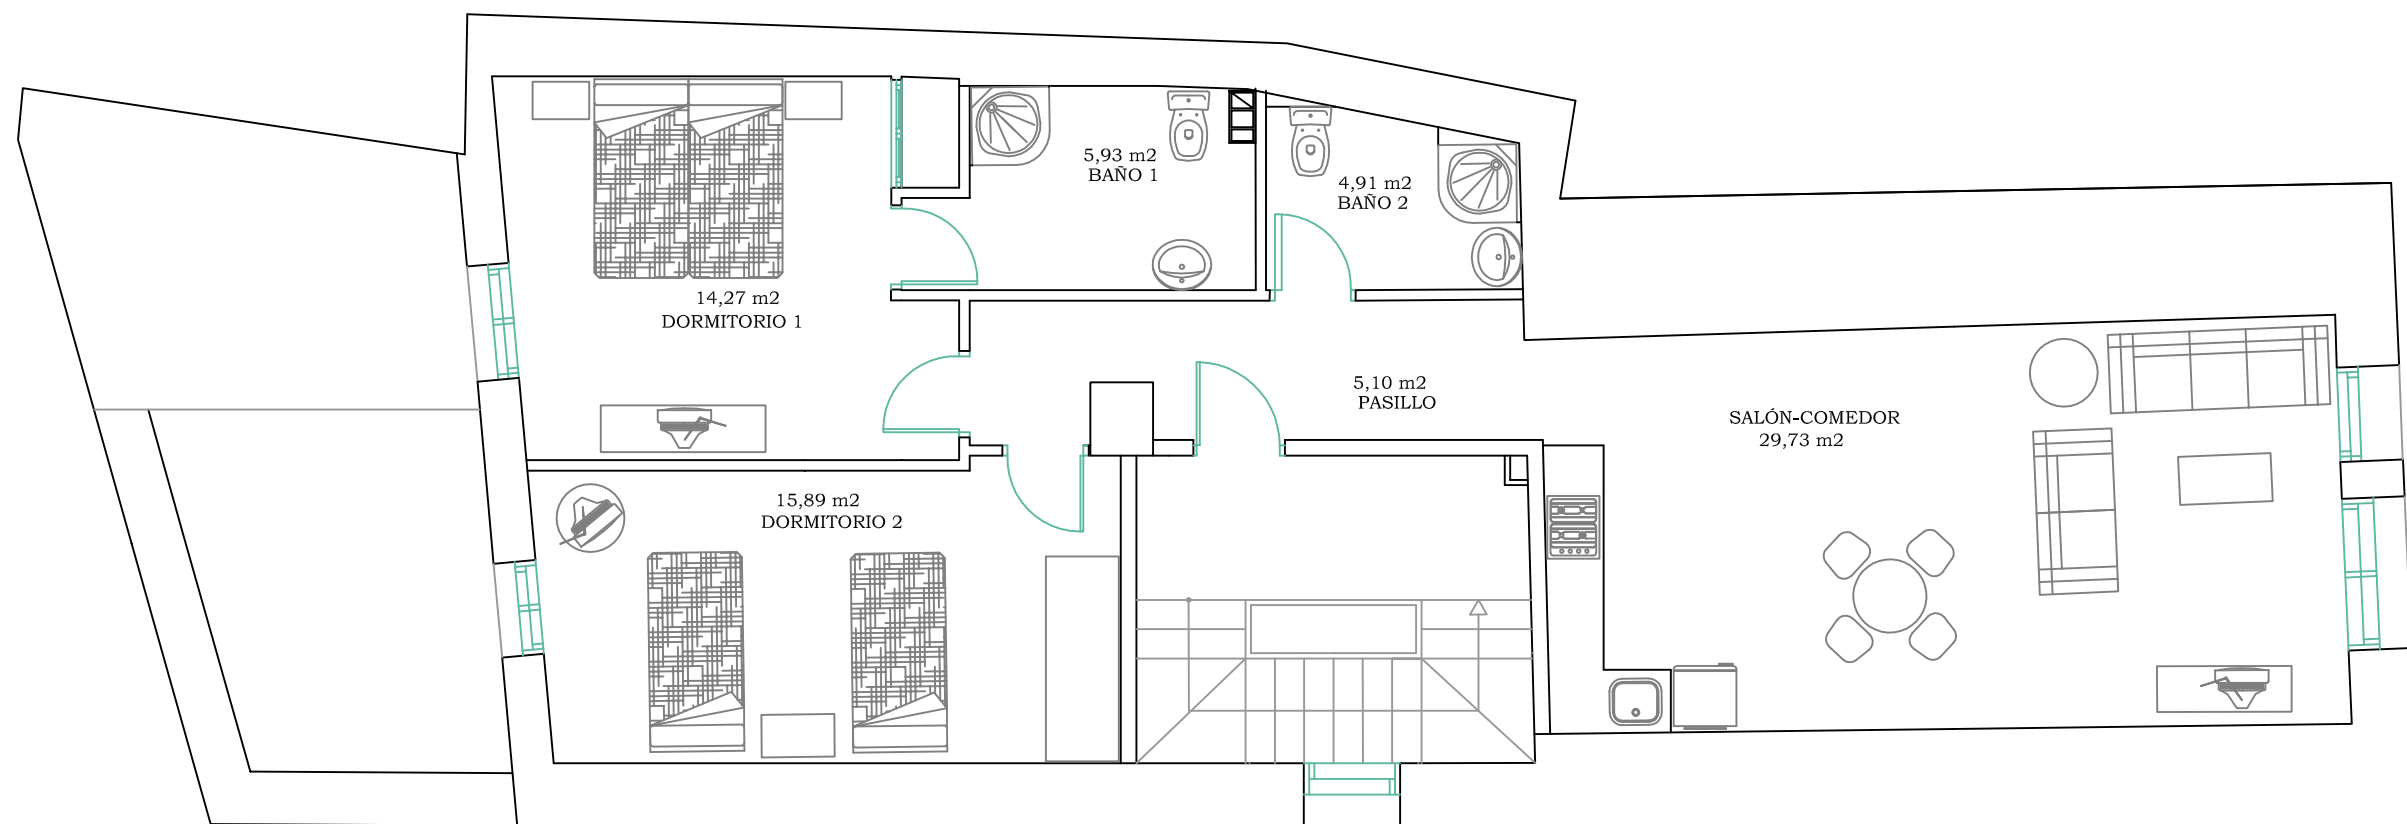 5,93 m2
BAÑO 1
4,91 m2
BAÑO 2
14,27 m2
DORMITORIO 1
5,10 m2
PASILLO
SALÓN-COMEDOR
29,73 m2
15,89 m2
DORMITORIO 2